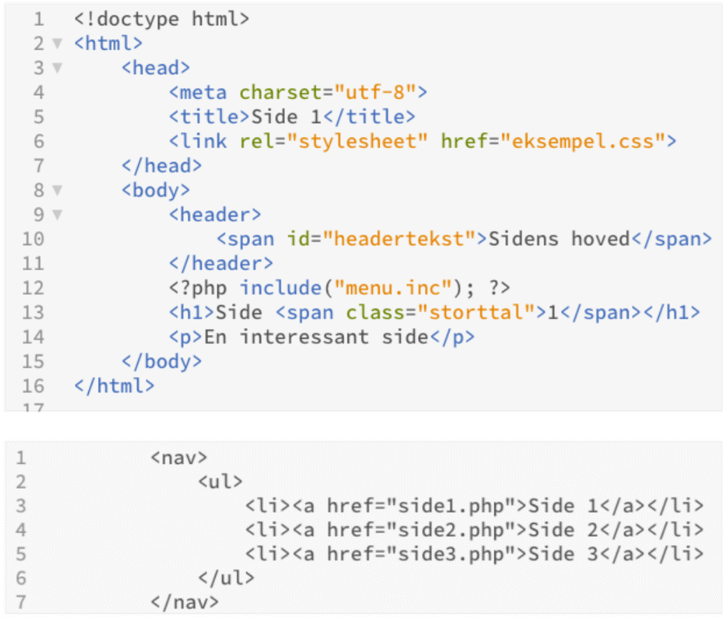 1 <!doctype html>
2 ▼ <html>
3 ▼ <head>
4 <meta charset="utf-8">
5 <title>Side 1</title>
6 <link rel="stylesheet" href="eksempel.css">
7 </head>
8 ▼ <body>
9 ▼ <header>
10 <span id="headertekst">Sidens hoved</span>
11 </header>
12 <?php include("menu.inc"); ?>
13 <h1>Side <span class="storttal">1</span></h1>
14 <p>En interessant side</p>
15 </body>
16 </html>
17
1 <nav>
2 <ul>
3 <li><a href="side1.php">Side 1</a></li>
4 <li><a href="side2.php">Side 2</a></li>
5 <li><a href="side3.php">Side 3</a></li>
6 </ul>
7 </nav>